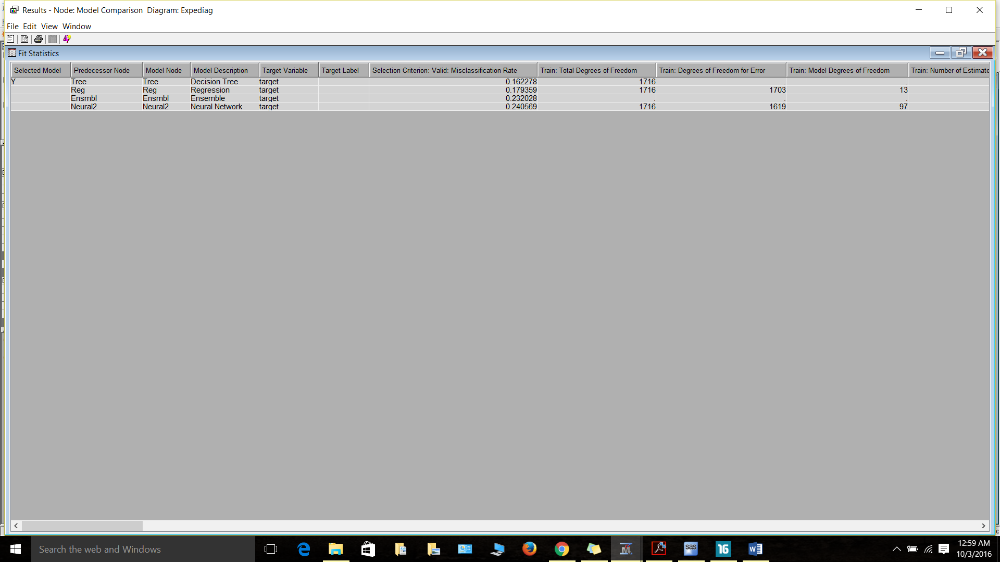 Results - Node: Model Comparison Diagram: Expediag
File Edit View Window
Fit Statistics
Selected Model Predecessor Node Model Node Model Description Target Variable Target Label Selection Criterion: Valid: Misclassification Rate Train: Total Degrees of Freedom Train: Degrees of Freedom for Error Train: Model Degrees of Freedom Train: Number of Estimate
Y Tree Tree Decision Tree target 0.162278 1716 . .
Reg Reg Regression target 0.179359 1716 1703 13
Ensmbl Ensmbl Ensemble target 0.232028 . . .
Neural2 Neural2 Neural Network target 0.240569 1716 1619 97
Search the web and Windows
sas
16
12:59 AM
10/3/2016